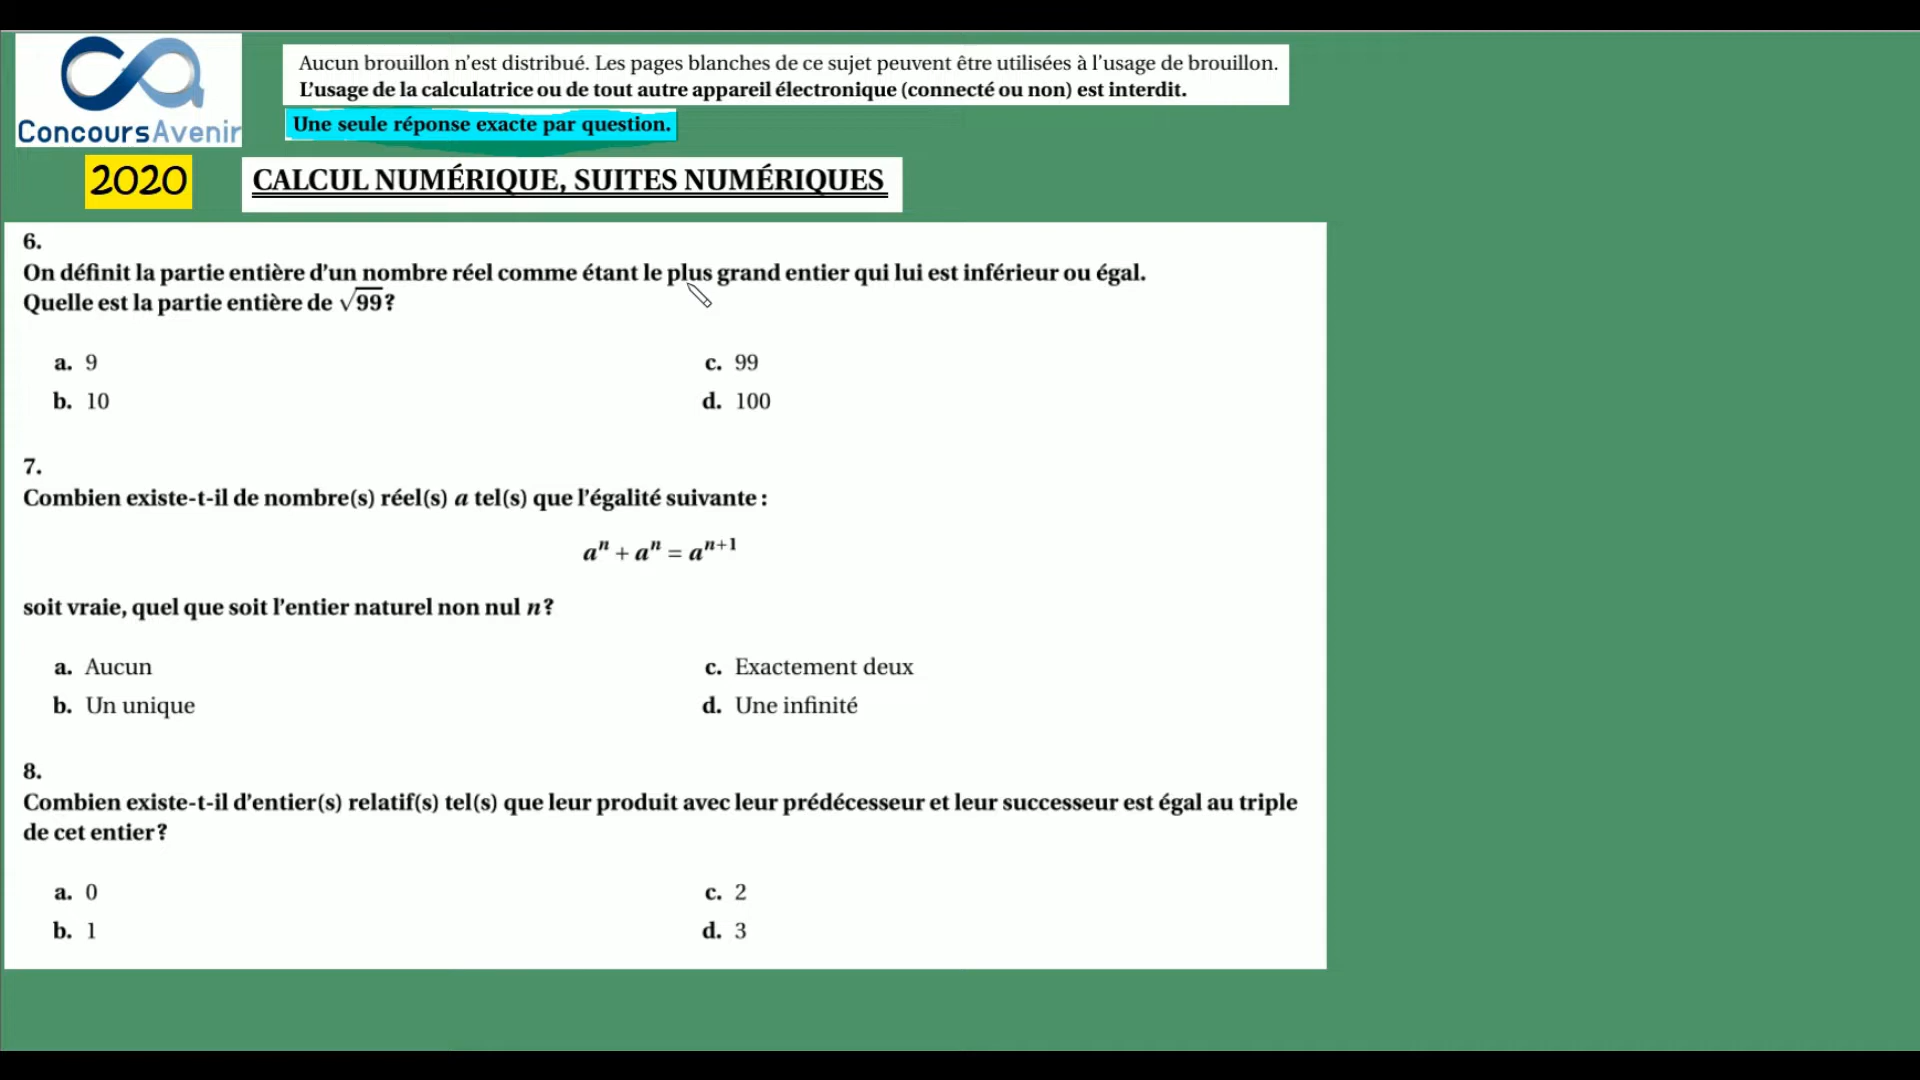 ConcoursAvenir
Aucun brouillon n'est distribué. Les pages blanches de ce sujet peuvent être utilisées à l'usage de brouillon.
L'usage de la calculatrice ou de tout autre appareil électronique (connecté ou non) est interdit.
Une seule réponse exacte par question.
2020
CALCUL NUMÉRIQUE, SUITES NUMÉRIQUES
6.
On définit la partie entière d'un nombre réel comme étant le plus grand entier qui lui est inférieur ou égal.
Quelle est la partie entière de √99?
a. 9
b. 10
c. 99
d. 100
7.
Combien existe-t-il de nombre(s) réel(s) a tel(s) que l'égalité suivante :
aⁿ + aⁿ = aⁿ⁺¹
soit vraie, quel que soit l'entier naturel non nul n?
a. Aucun
b. Un unique
c. Exactement deux
d. Une infinité
8.
Combien existe-t-il d'entier(s) relatif(s) tel(s) que leur produit avec leur prédécesseur et leur successeur est égal au triple
de cet entier?
a. 0
b. 1
c. 2
d. 3